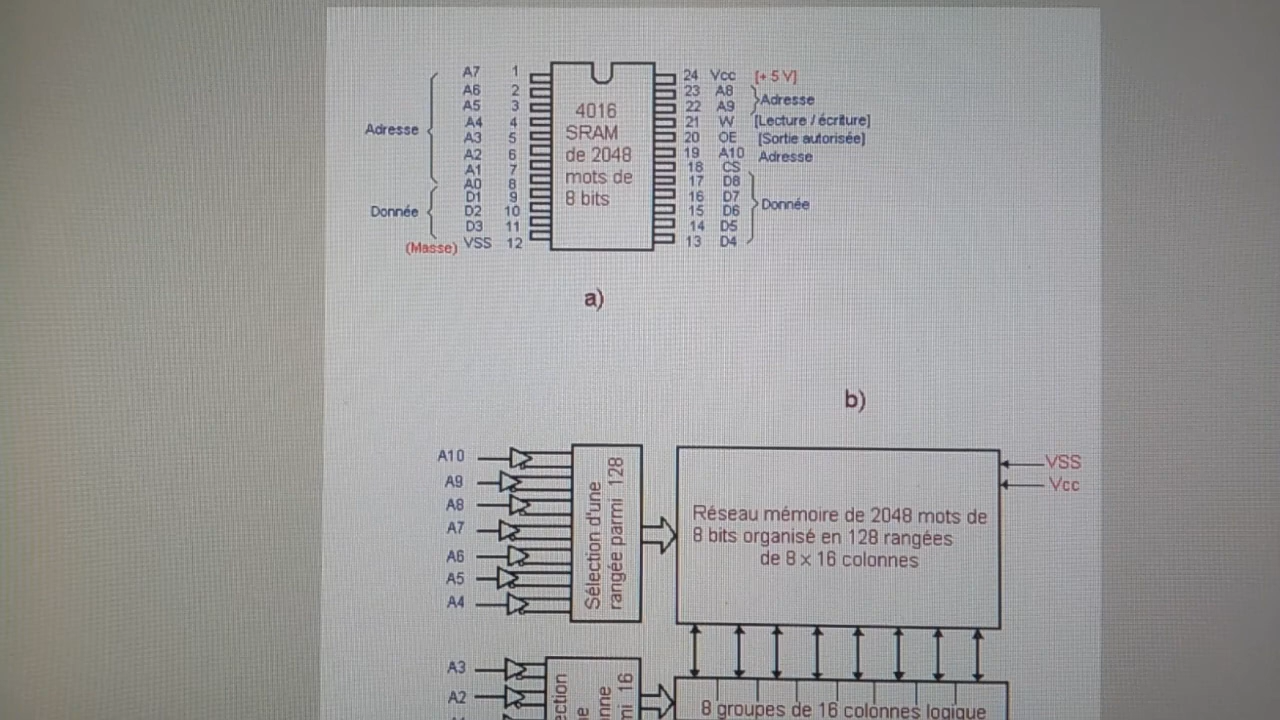 A7 1
A6 2
A5 3
A4 4
A3 5
A2 6
A1 7
A0 8
D1 9
D2 10
D3 11
VSS 12
Adresse
Donnée
(Masse)
4016
SRAM
de 2048
mots de
8 bits
24 Vcc [+ 5 V]
23 A8
22 A9
Adresse
21 W [Lecture / écriture]
20 OE [Sortie autorisée]
19 A10 Adresse
18 CS
17 D8
16 D7
15 D6
14 D5
13 D4
Donnée
a)
b)
A10
A9
A8
A7
A6
A5
A4
Sélection d'une
rangée parmi 128
Réseau mémoire de 2048 mots de
8 bits organisé en 128 rangées
de 8 x 16 colonnes
VSS
Vcc
A3
A2
16
8 groupes de 16 colonnes logique